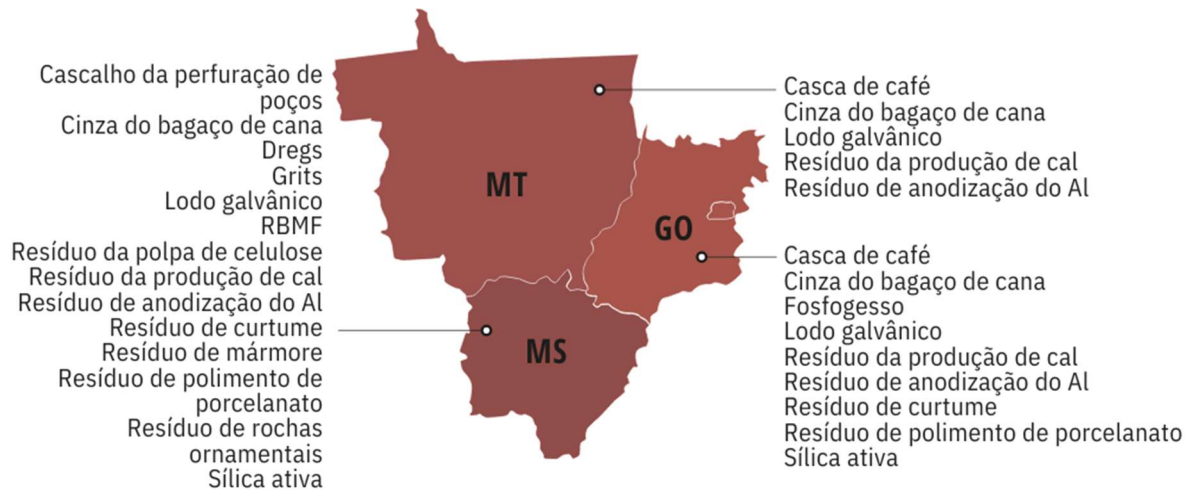 Cascalho da perfuração de
poços
Cinza do bagaço de cana
Dregs
Grits
Lodo galvânico
RBMF
Resíduo da polpa de celulose
Resíduo da produção de cal
Resíduo de anodização do Al
Resíduo de curtume
Resíduo de mármore
Resíduo de polimento de
porcelanato
Resíduo de rochas
ornamentais
Sílica ativa
MT
GO
MS
Casca de café
Cinza do bagaço de cana
Lodo galvânico
Resíduo da produção de cal
Resíduo de anodização do Al
Casca de café
Cinza do bagaço de cana
Fosfogesso
Lodo galvânico
Resíduo da produção de cal
Resíduo de anodização do Al
Resíduo de curtume
Resíduo de polimento de porcelanato
Sílica ativa